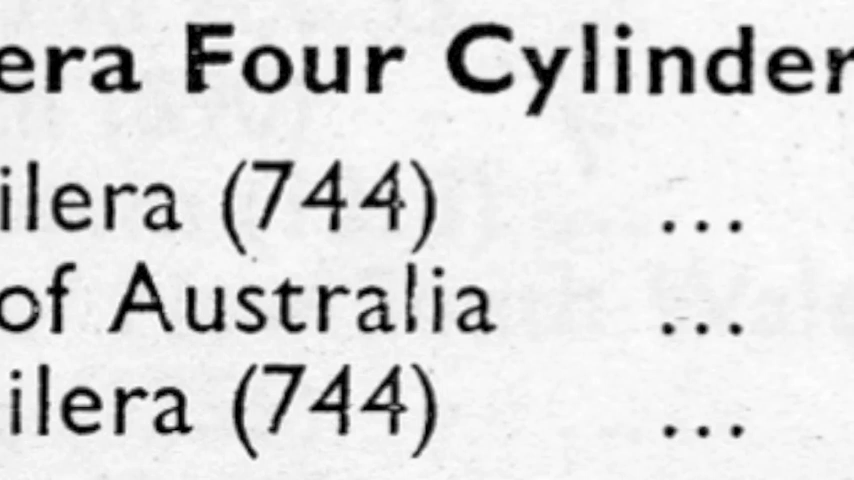 era Four Cylinder
ilera (744) ...
of Australia ...
ilera (744) ...